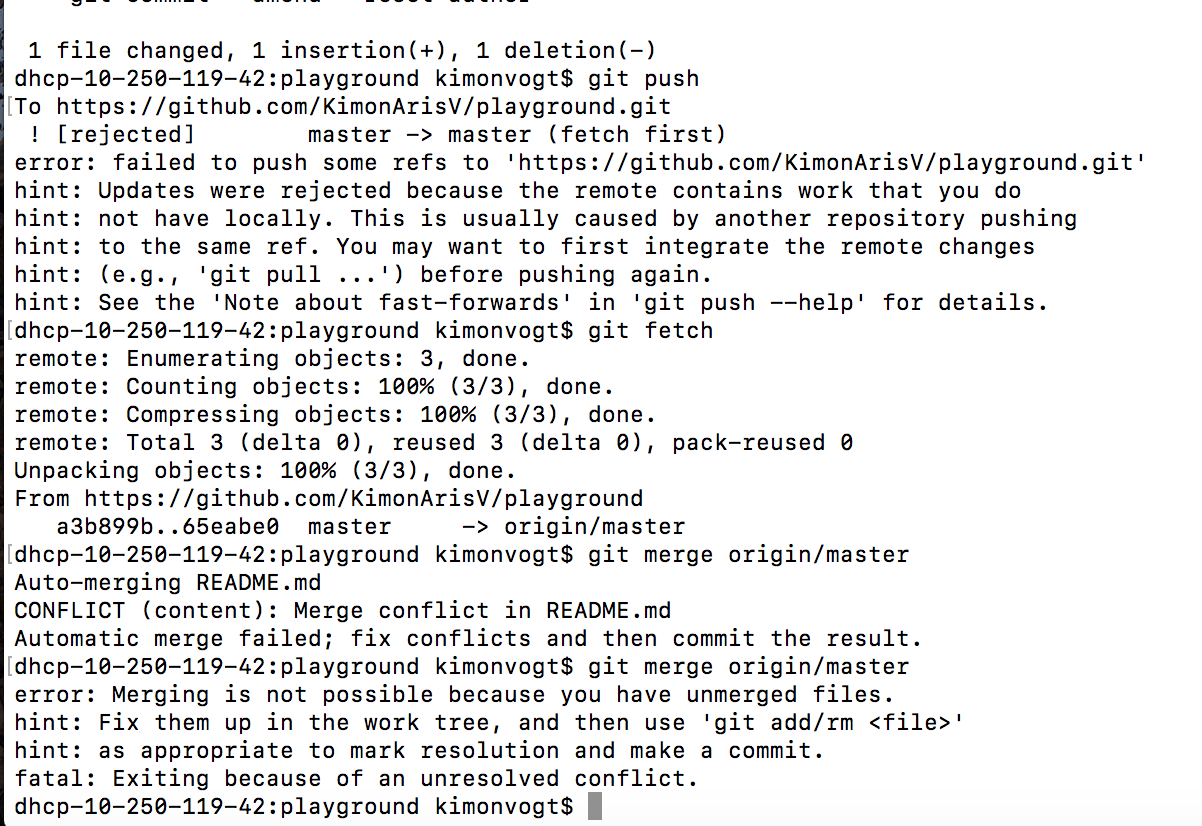 git commit --amend --reset-author
1 file changed, 1 insertion(+), 1 deletion(-)
dhcp-10-250-119-42:playground kimonvogt$ git push
[To https://github.com/KimonArisV/playground.git
! [rejected]        master -> master (fetch first)
error: failed to push some refs to 'https://github.com/KimonArisV/playground.git'
hint: Updates were rejected because the remote contains work that you do
hint: not have locally. This is usually caused by another repository pushing
hint: to the same ref. You may want to first integrate the remote changes
hint: (e.g., 'git pull ...') before pushing again.
hint: See the 'Note about fast-forwards' in 'git push --help' for details.
[dhcp-10-250-119-42:playground kimonvogt$ git fetch
remote: Enumerating objects: 3, done.
remote: Counting objects: 100% (3/3), done.
remote: Compressing objects: 100% (3/3), done.
remote: Total 3 (delta 0), reused 3 (delta 0), pack-reused 0
Unpacking objects: 100% (3/3), done.
From https://github.com/KimonArisV/playground
   a3b899b..65eabe0  master     -> origin/master
[dhcp-10-250-119-42:playground kimonvogt$ git merge origin/master
Auto-merging README.md
CONFLICT (content): Merge conflict in README.md
Automatic merge failed; fix conflicts and then commit the result.
[dhcp-10-250-119-42:playground kimonvogt$ git merge origin/master
error: Merging is not possible because you have unmerged files.
hint: Fix them up in the work tree, and then use 'git add/rm <file>'
hint: as appropriate to mark resolution and make a commit.
fatal: Exiting because of an unresolved conflict.
dhcp-10-250-119-42:playground kimonvogt$